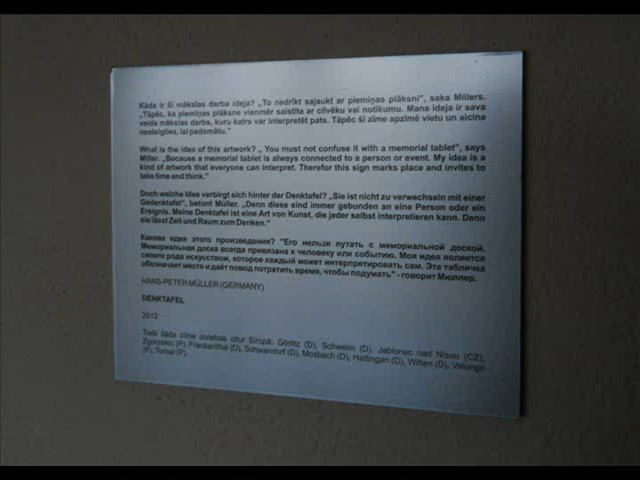 Kāda ir šī mākslas darba ideja? „To nedrīkt sajaukt ar piemiņas plāksni", saka Millers.
„Tāpēc, ka piemiņas plāksne vienmēr saistīta ar cilvēku vai notikumu. Mana ideja ir sava
veida mākslas darbs, kuru katrs var interpretēt pats. Tāpēc šī zīme apzīmē vietu un aicina
nesteigties, lai padomātu."
What is the idea of this artwork? „ You must not confuse it with a memorial tablet", says
Miller. „Because a memorial tablet is always connected to a person or event. My idea is a
kind of artwork that everyone can interpret. Therefor this sign marks place and invites to
take time and think."
Doch welche Idee verbirgt sich hinter der Denktafel? „Sie ist nicht zu verwechseln mit einer
Gedenktafel", betont Müller. „Denn diese sind immer gebunden an eine Person oder ein
Ereignis. Meine Denktafel ist eine Art von Kunst, die jeder selbst interpretieren kann. Denn
sie lässt Zeit und Raum zum Denken."
Какова идея этого произведения? "Его нельзя путать с мемориальной доской.
Мемориальная доска всегда привязана к человеку или событию. Моя идея является
своего рода искусством, которое каждый может интерпретировать сам. Эта табличка
обозначает место и даёт повод потратить время, чтобы подумать" - говорит Мюллер.
HANS-PETER MÜLLER (GERMANY)
DENKTAFEL
2012
Tieši šāda zīme izvietota citur Eiropā: Görlitz (D), Schwelm (D), Jablonec nad Nisou (CZ),
Zgorzelec (P), Frankenthal (D), Schwandorf (D), Mosbach (D), Hattingan (D), Witten (D), Valongo
(P), Tomar (P)